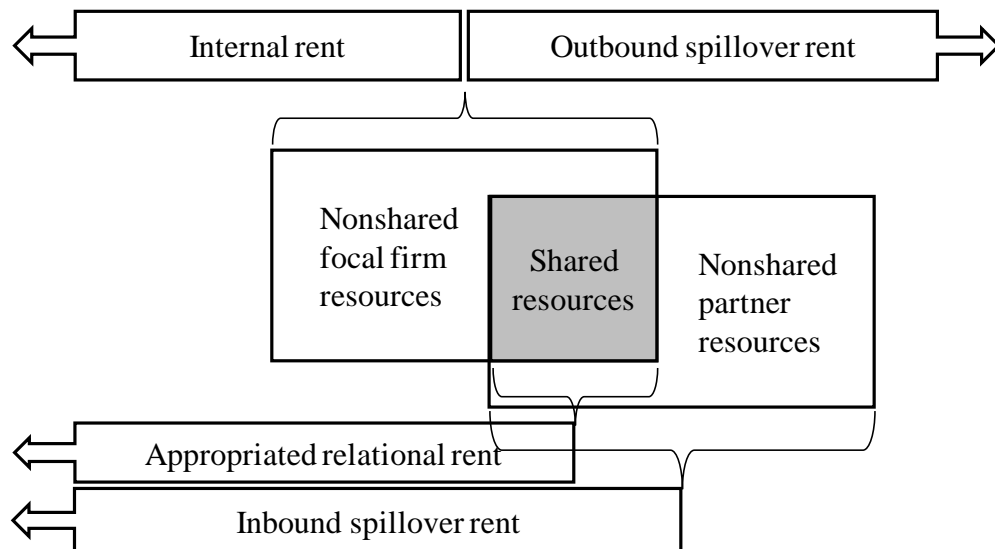 Internal rent
Outbound spillover rent
Nonshared
focal firm
resources
Shared
resources
Nonshared
partner
resources
Appropriated relational rent
Inbound spillover rent